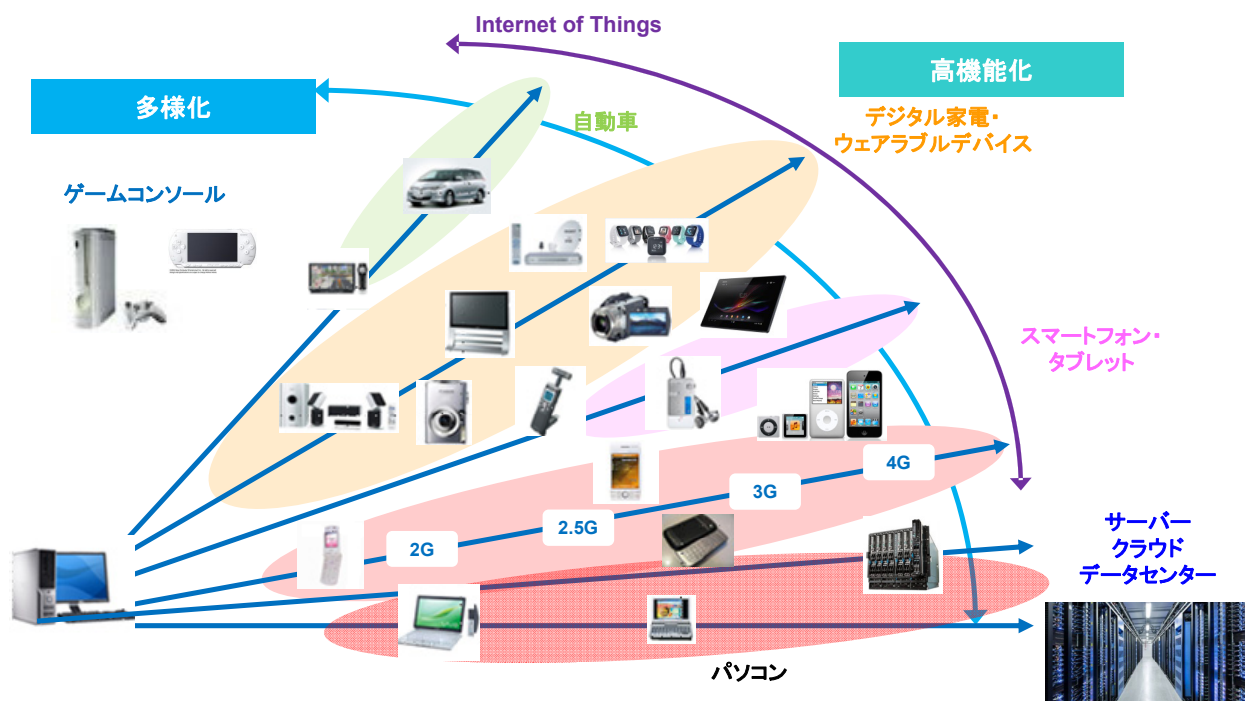 Internet of Things
高機能化
多様化
デジタル家電・
ウェアラブルデバイス
自動車
ゲームコンソール
スマートフォン・
タブレット
4G
3G
2.5G
2G
サーバー
クラウド
データセンター
パソコン